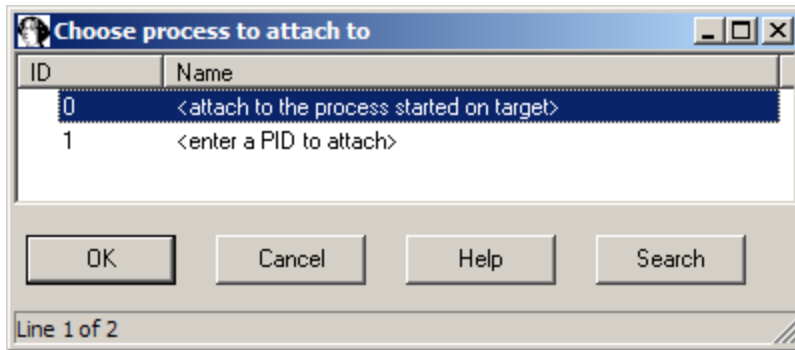 Choose process to attach to
ID Name
0 <attach to the process started on target>
1 <enter a PID to attach>
OK Cancel Help Search
Line 1 of 2